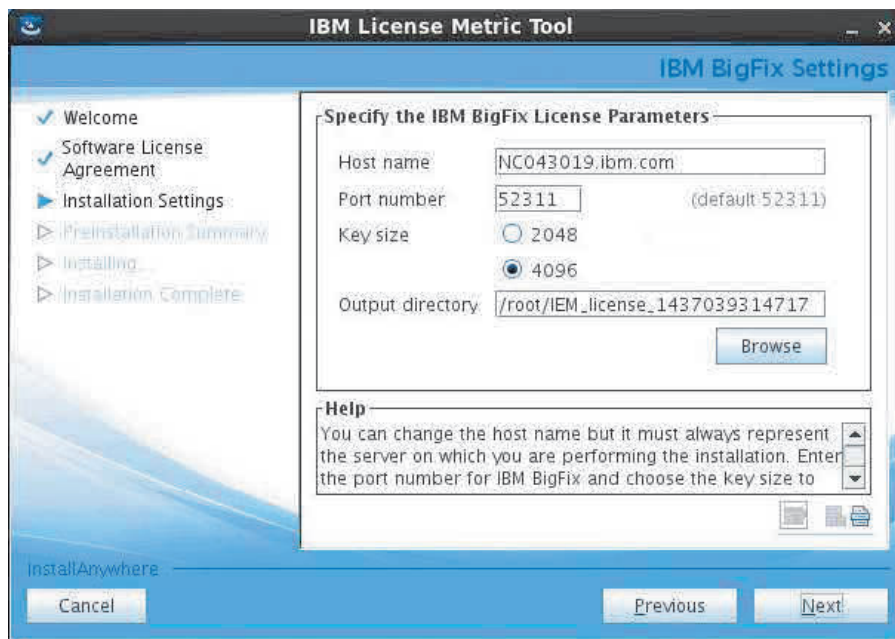 IBM License Metric Tool
IBM BigFix Settings
Welcome
Software License
Agreement
Installation Settings
Preinstallation Summary
Installing...
Installation Complete
Specify the IBM BigFix License Parameters
Host name
NC043019.ibm.com
Port number
52311
(default 52311)
Key size
2048
4096
Output directory
/root/IEM_license_1437039314717
Browse
Help
You can change the host name but it must always represent
the server on which you are performing the installation. Enter
the port number for IBM BigFix and choose the key size to
InstallAnywhere
Cancel
Previous
Next